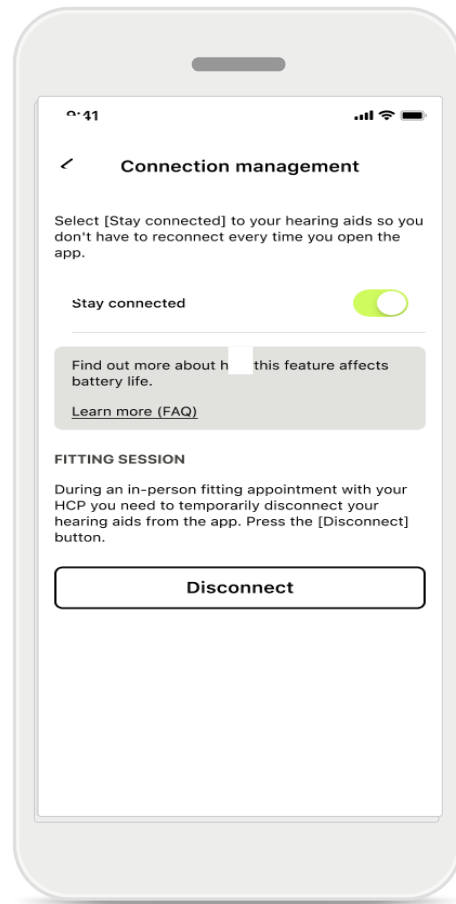 9:41
Connection management
Select [Stay connected] to your hearing aids so you
don't have to reconnect every time you open the
app.
Stay connected
Find out more about h this feature affects
battery life.
Learn more (FAQ)
FITTING SESSION
During an in-person fitting appointment with your
HCP you need to temporarily disconnect your
hearing aids from the app. Press the [Disconnect]
button.
Disconnect